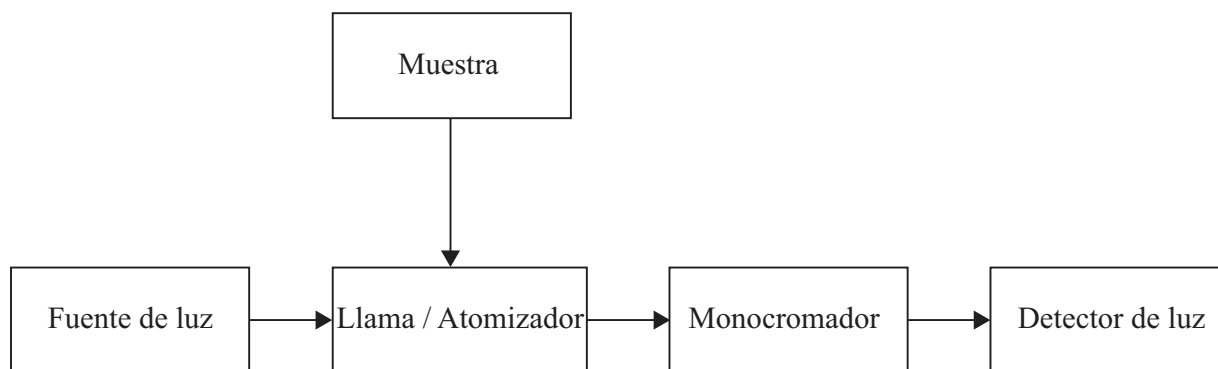 Muestra
Fuente de luz
Llama / Atomizador
Monocromador
Detector de luz